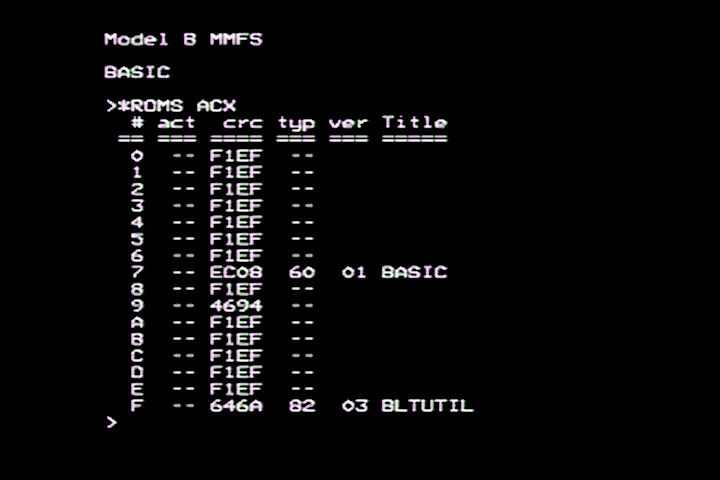 Model B MMFS
BASIC
>*ROMS ACX
# act crc typ ver Title
== === ==== === === =====
0 -- F1EF --
1 -- F1EF --
2 -- F1EF --
3 -- F1EF --
4 -- F1EF --
5 -- F1EF --
6 -- F1EF --
7 -- EC08 60 01 BASIC
8 -- F1EF --
9 -- 4694 --
A -- F1EF --
B -- F1EF --
C -- F1EF --
D -- F1EF --
E -- F1EF --
F -- 646A 82 03 BLTUTIL
>